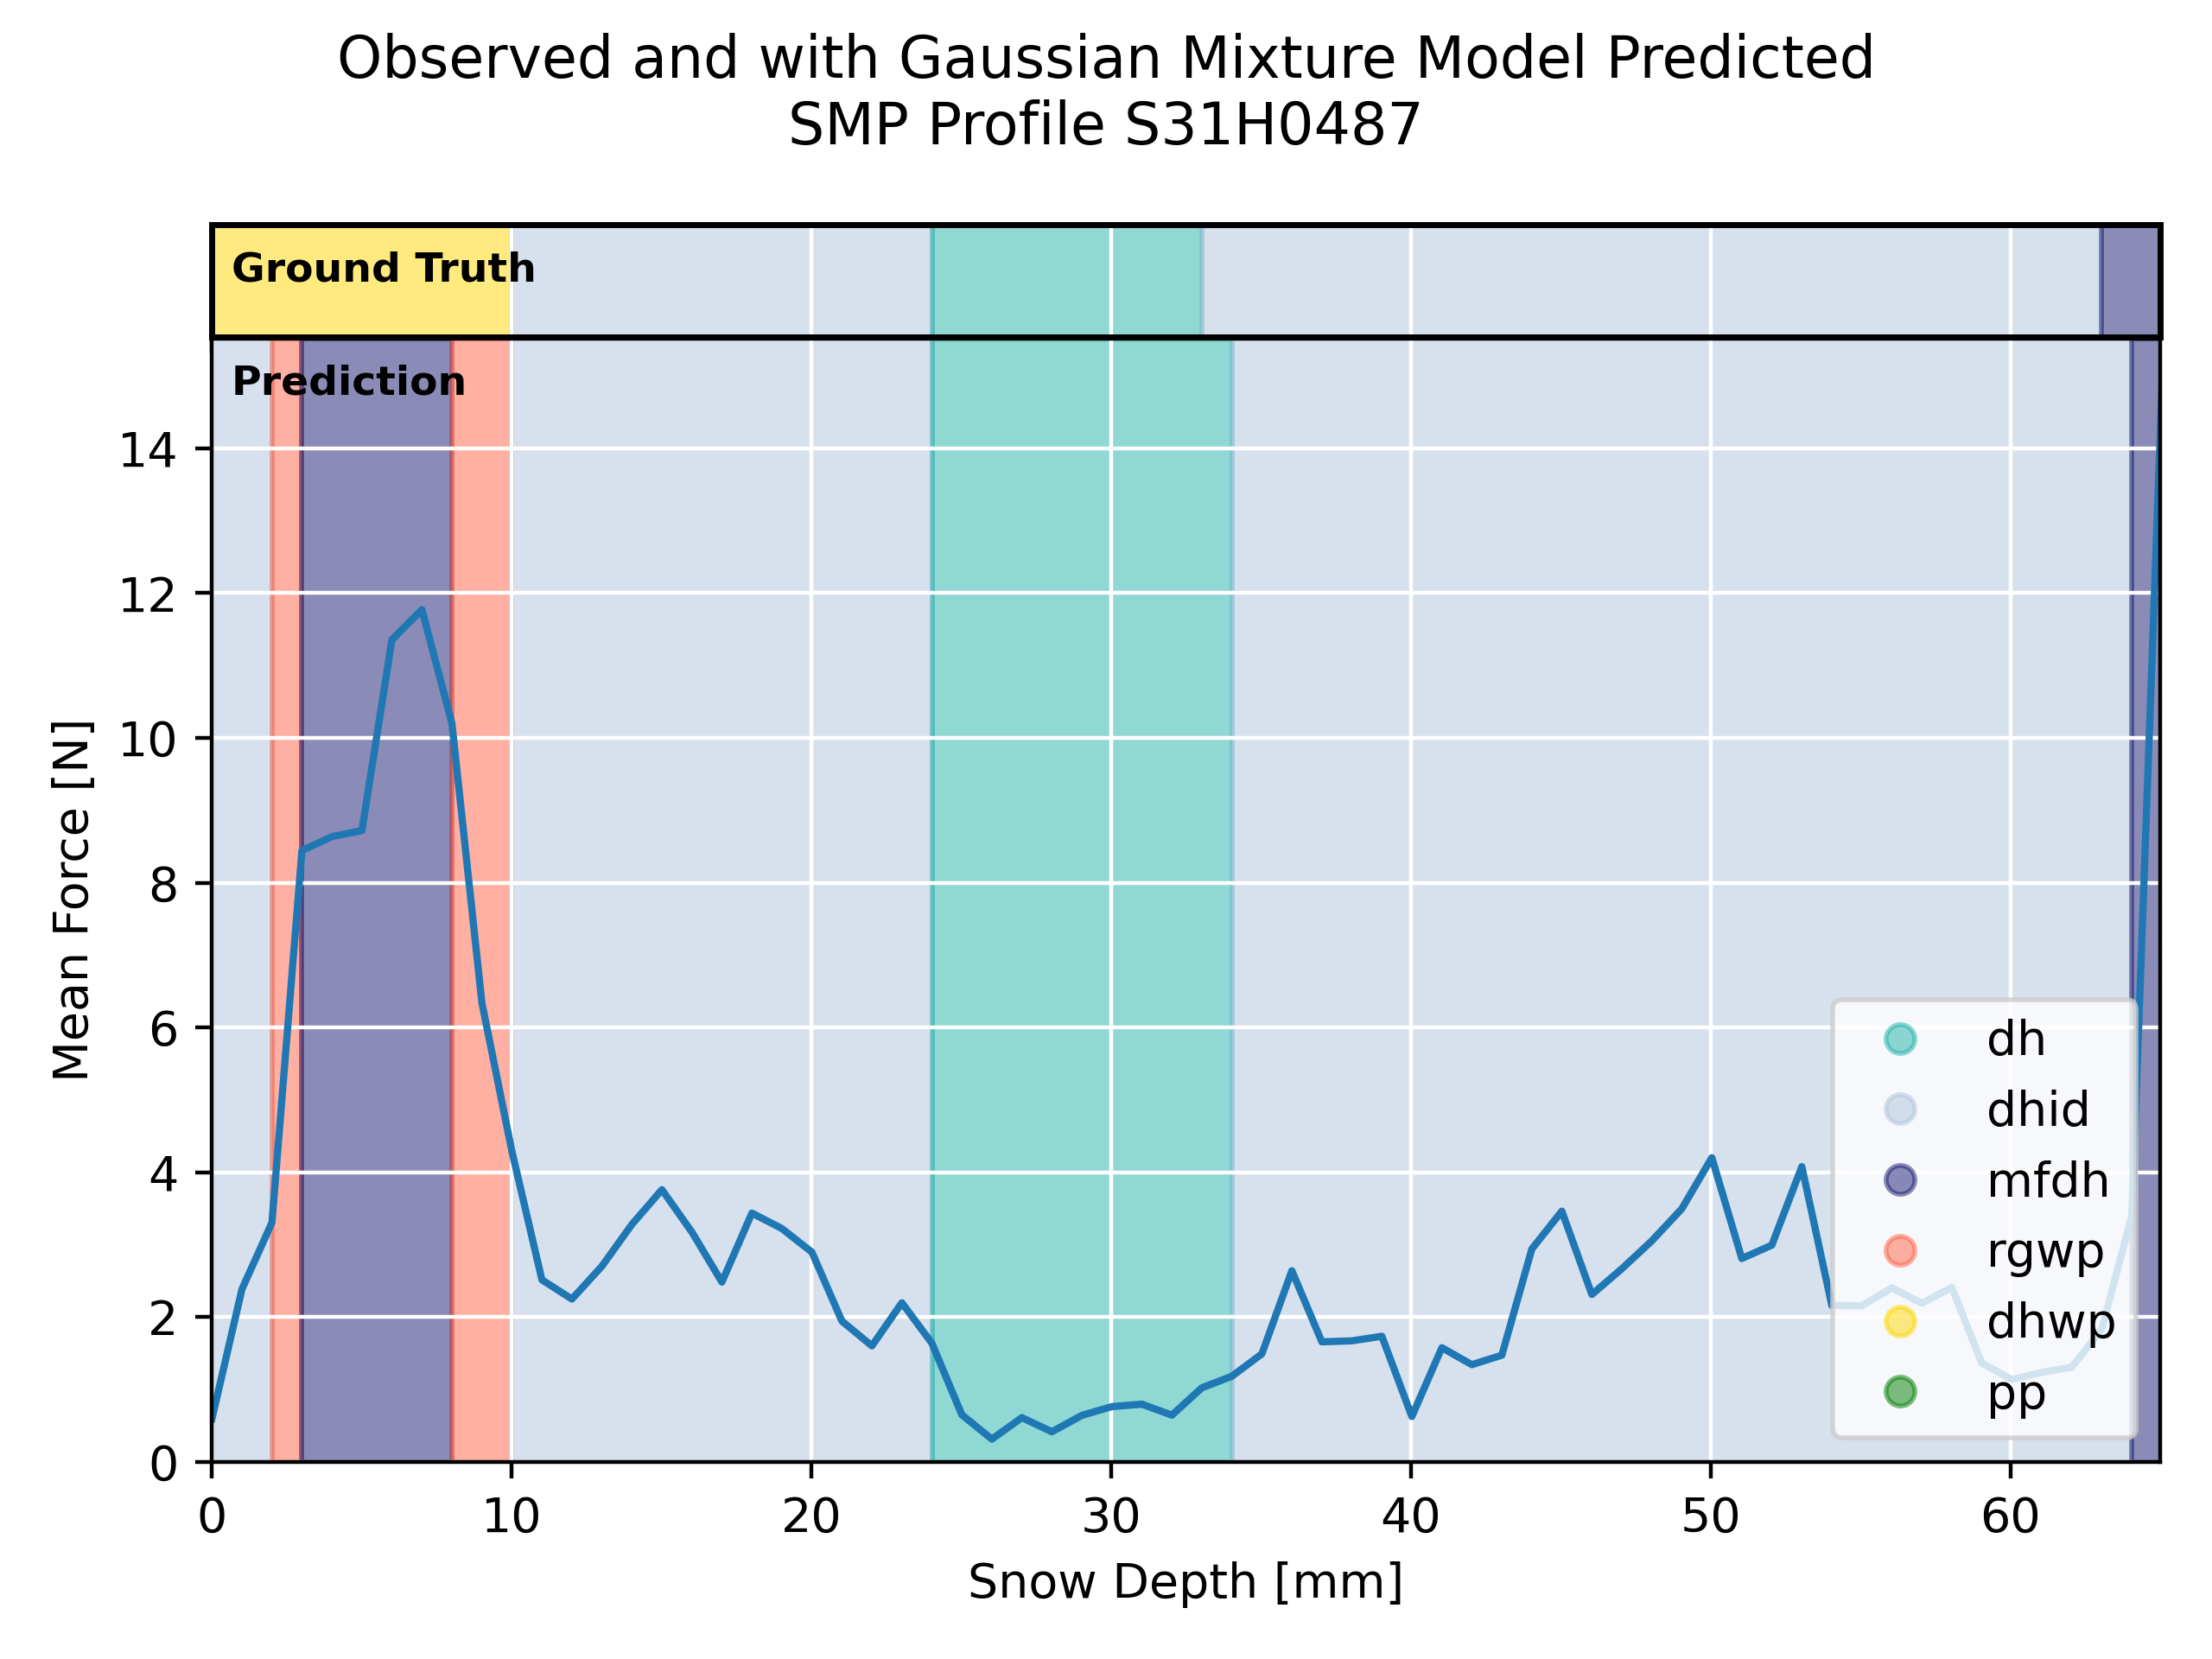 Observed and with Gaussian Mixture Model Predicted
SMP Profile S31H0487
Ground Truth
Prediction
14
12
10
8
6
4
2
0
Mean Force [N]
dh
dhid
mfdh
rgwp
dhwp
pp
0 10 20 30 40 50 60
Snow Depth [mm]